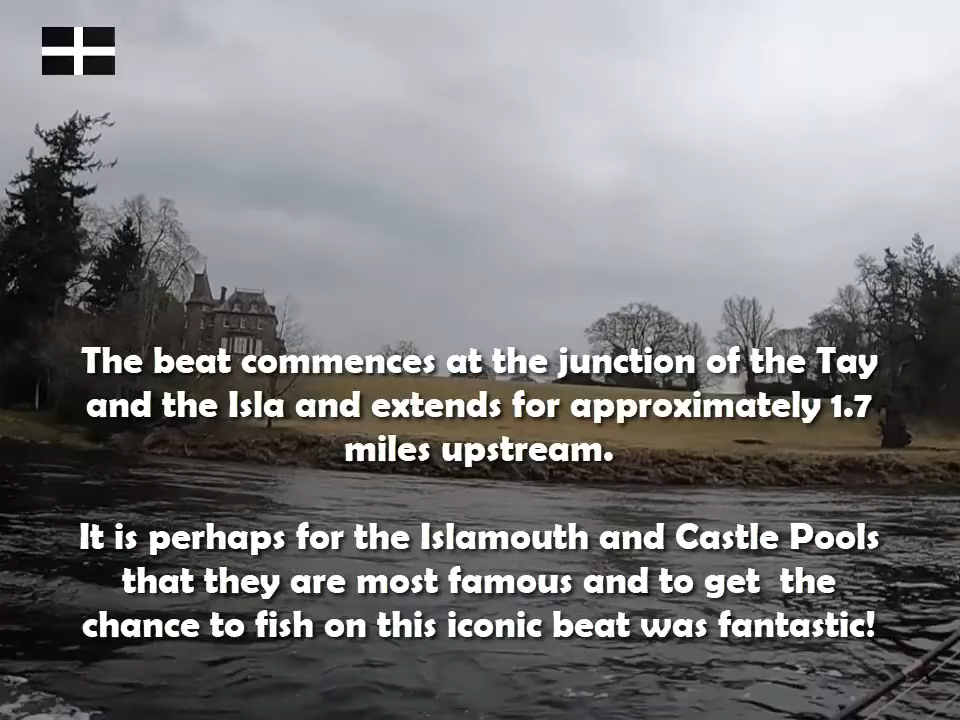 The beat commences at the junction of the Tay
and the Isla and extends for approximately 1.7
miles upstream.
It is perhaps for the Islamouth and Castle Pools
that they are most famous and to get  the
chance to fish on this iconic beat was fantastic!